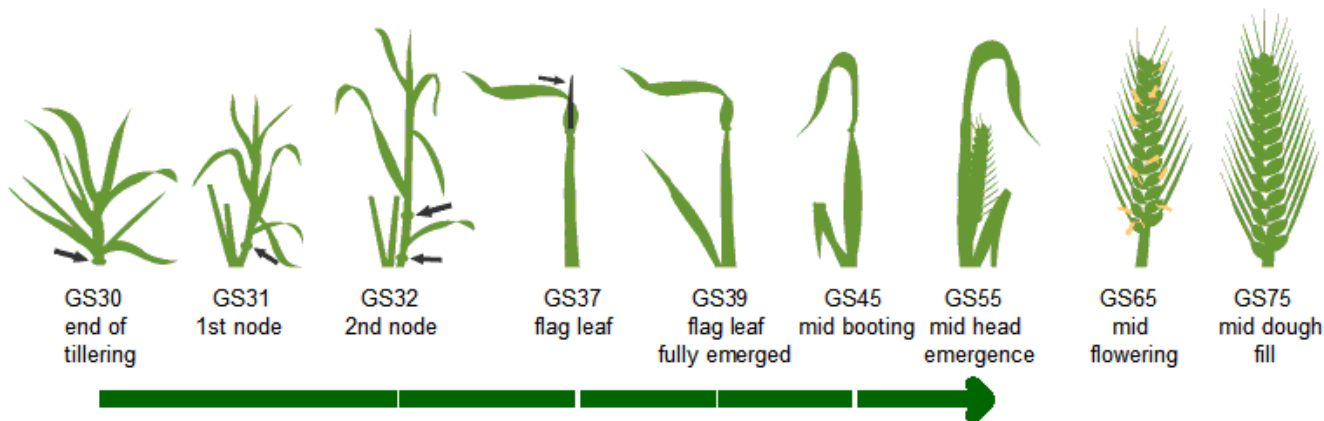 GS30
end of
tillering
GS31
1st node
GS32
2nd node
GS37
flag leaf
GS39
flag leaf
fully emerged
GS45
mid booting
GS55
mid head
emergence
GS65
mid
flowering
GS75
mid dough
fill